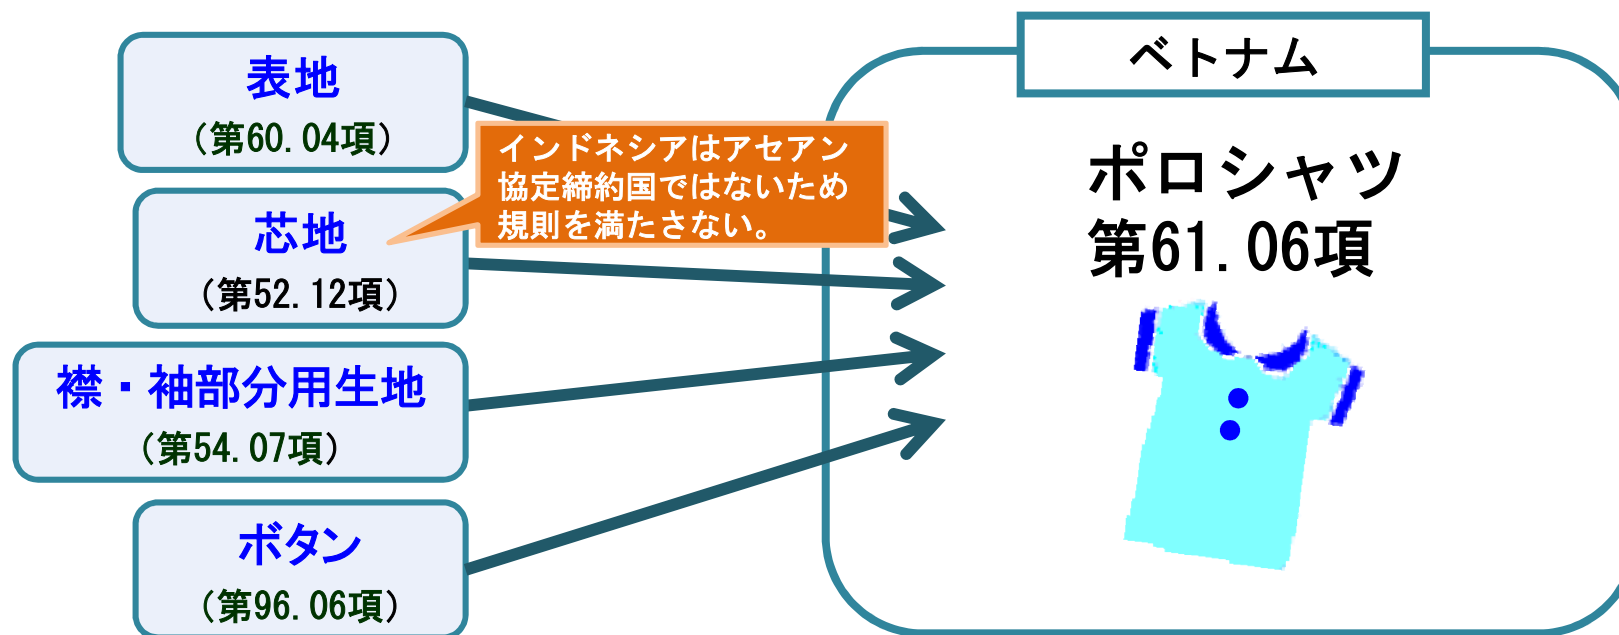 表地
（第60.04項）
インドネシアはアセアン
協定締約国ではないため
規則を満たさない。
芯地
（第52.12項）
襟・袖部分用生地
（第54.07項）
ボタン
（第96.06項）
ベトナム
ポロシャツ
第61.06項